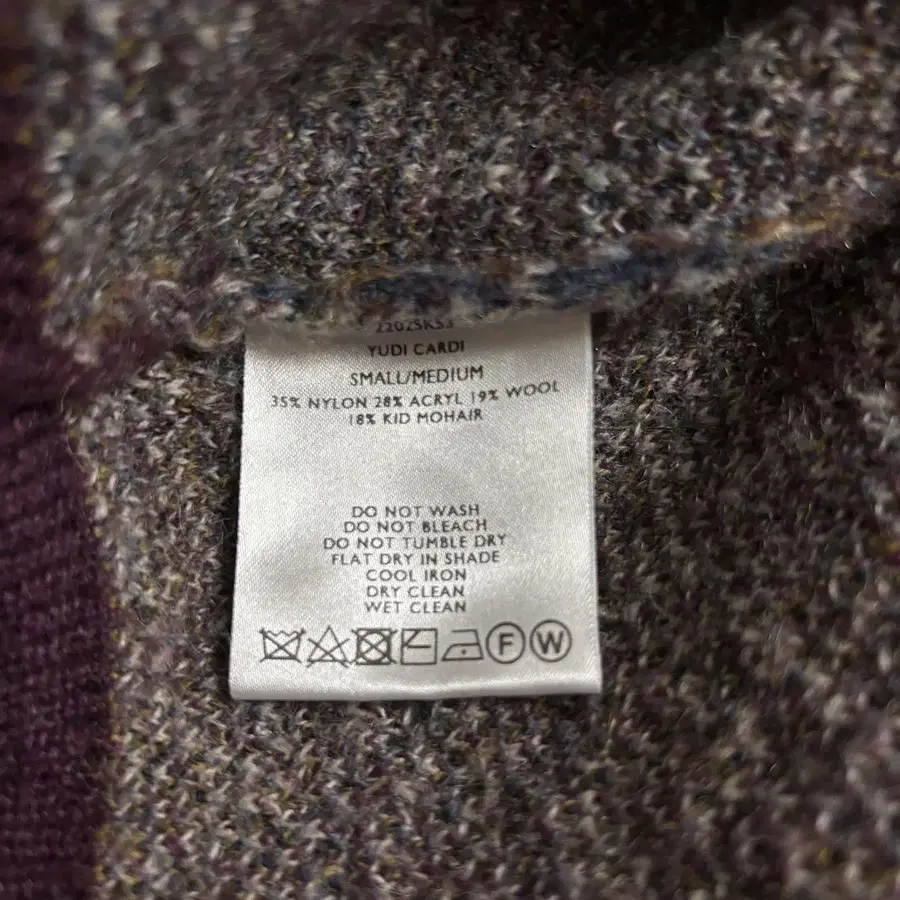 2202SK53
YUDI CARDI
SMALL/MEDIUM
35% NYLON 28% ACRYL 19% WOOL
18% KID MOHAIR
DO NOT WASH
DO NOT BLEACH
DO NOT TUMBLE DRY
FLAT DRY IN SHADE
COOL IRON
DRY CLEAN
WET CLEAN
F W